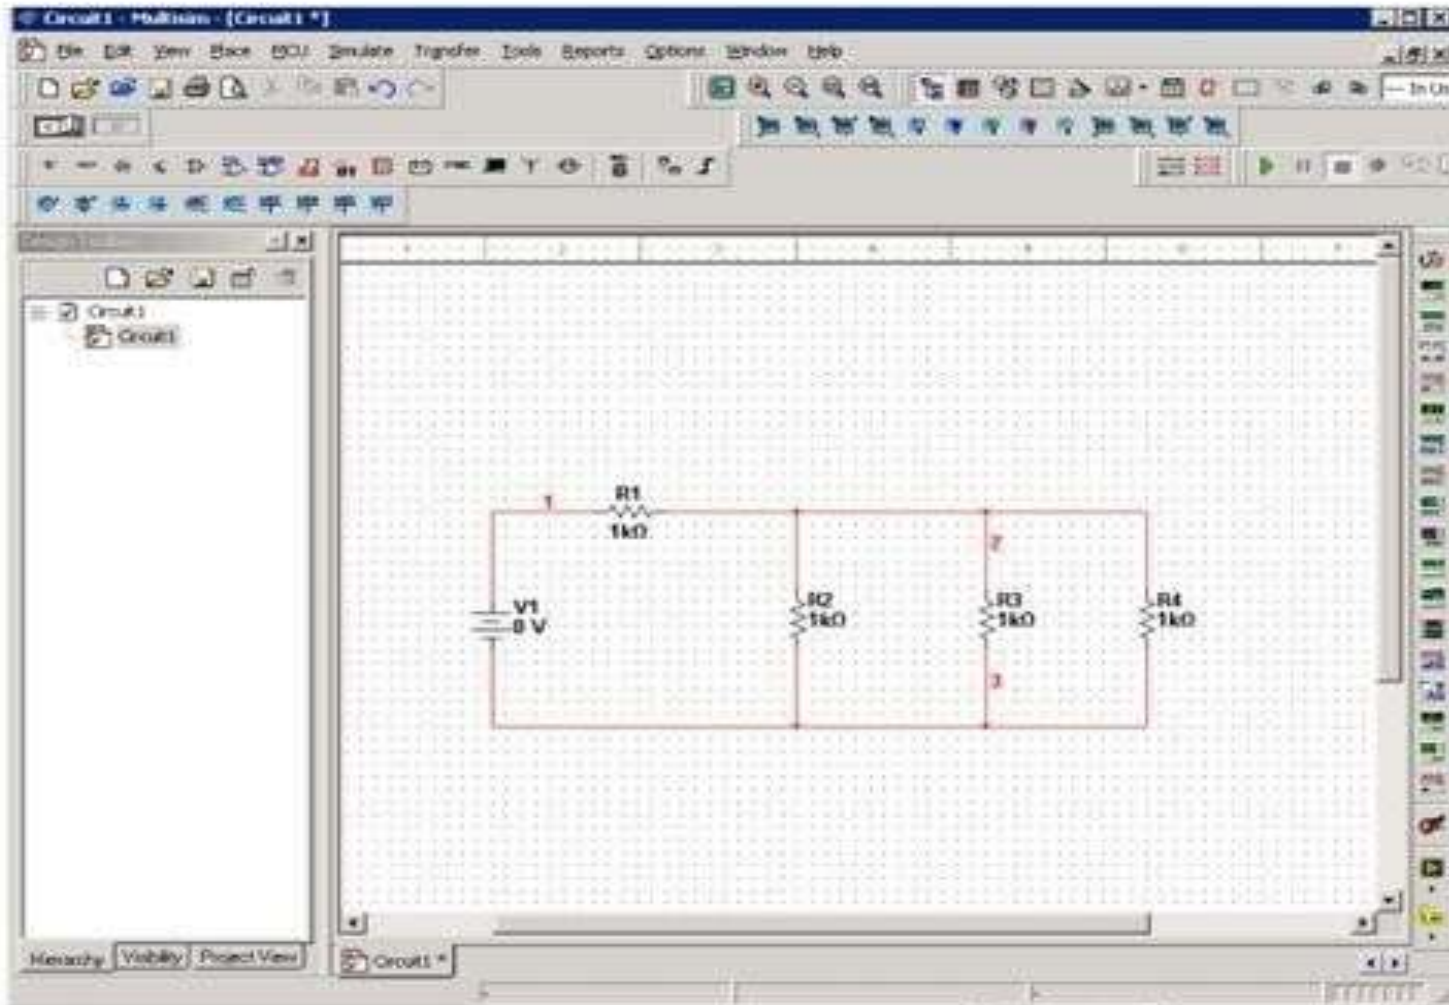 Circuit1 - Multisim - [Circuit1 *]
File Edit View Place MCU Simulate Transfer Tools Reports Options Window Help
Circuit1
Circuit1
1
R1
1kΩ
2
V1
R2
1kΩ
R3
1kΩ
R4
1kΩ
3
Hierarchy Visibility Project View
Circuit1 *